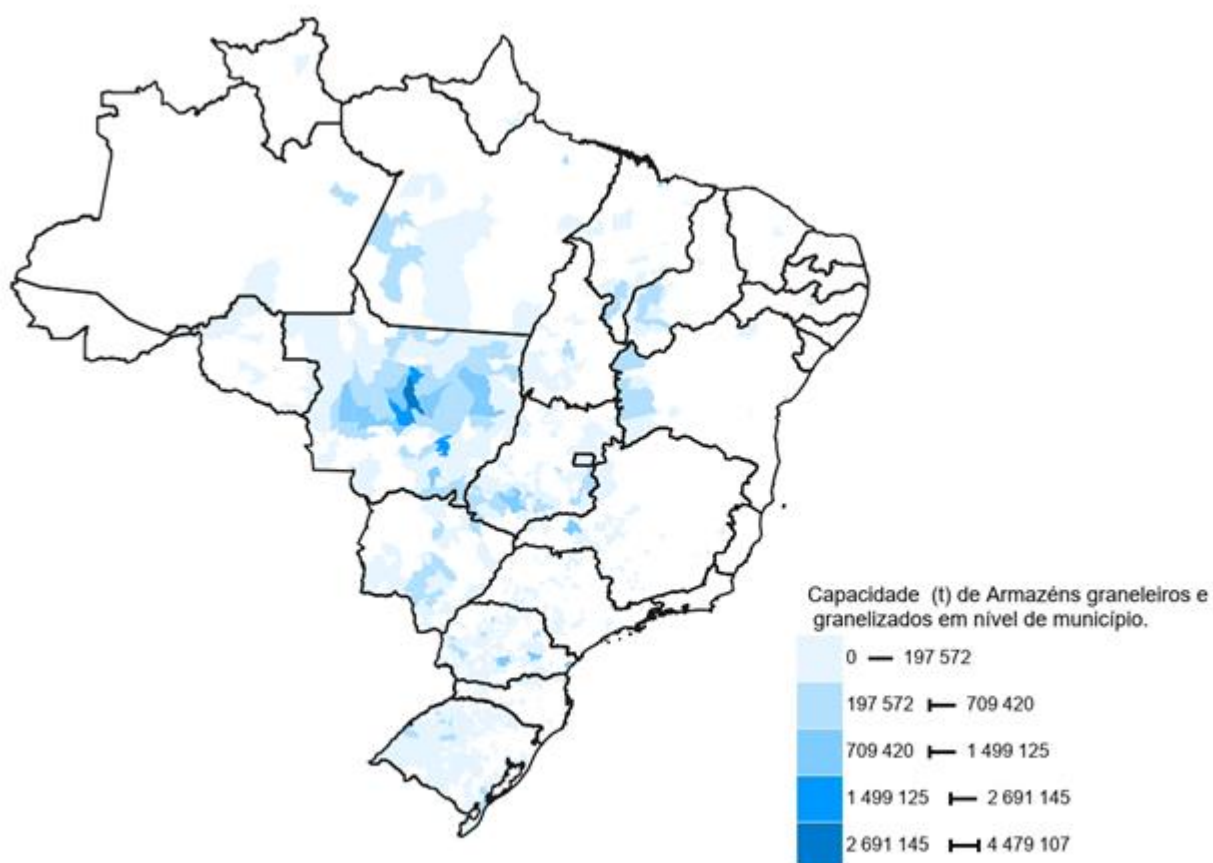 Capacidade (t) de Armazéns graneleiros e
granelizados em nível de município.
0 — 197 572
197 572 ⊢ 709 420
709 420 ⊢ 1 499 125
1 499 125 ⊢ 2 691 145
2 691 145 ⊢⊣ 4 479 107